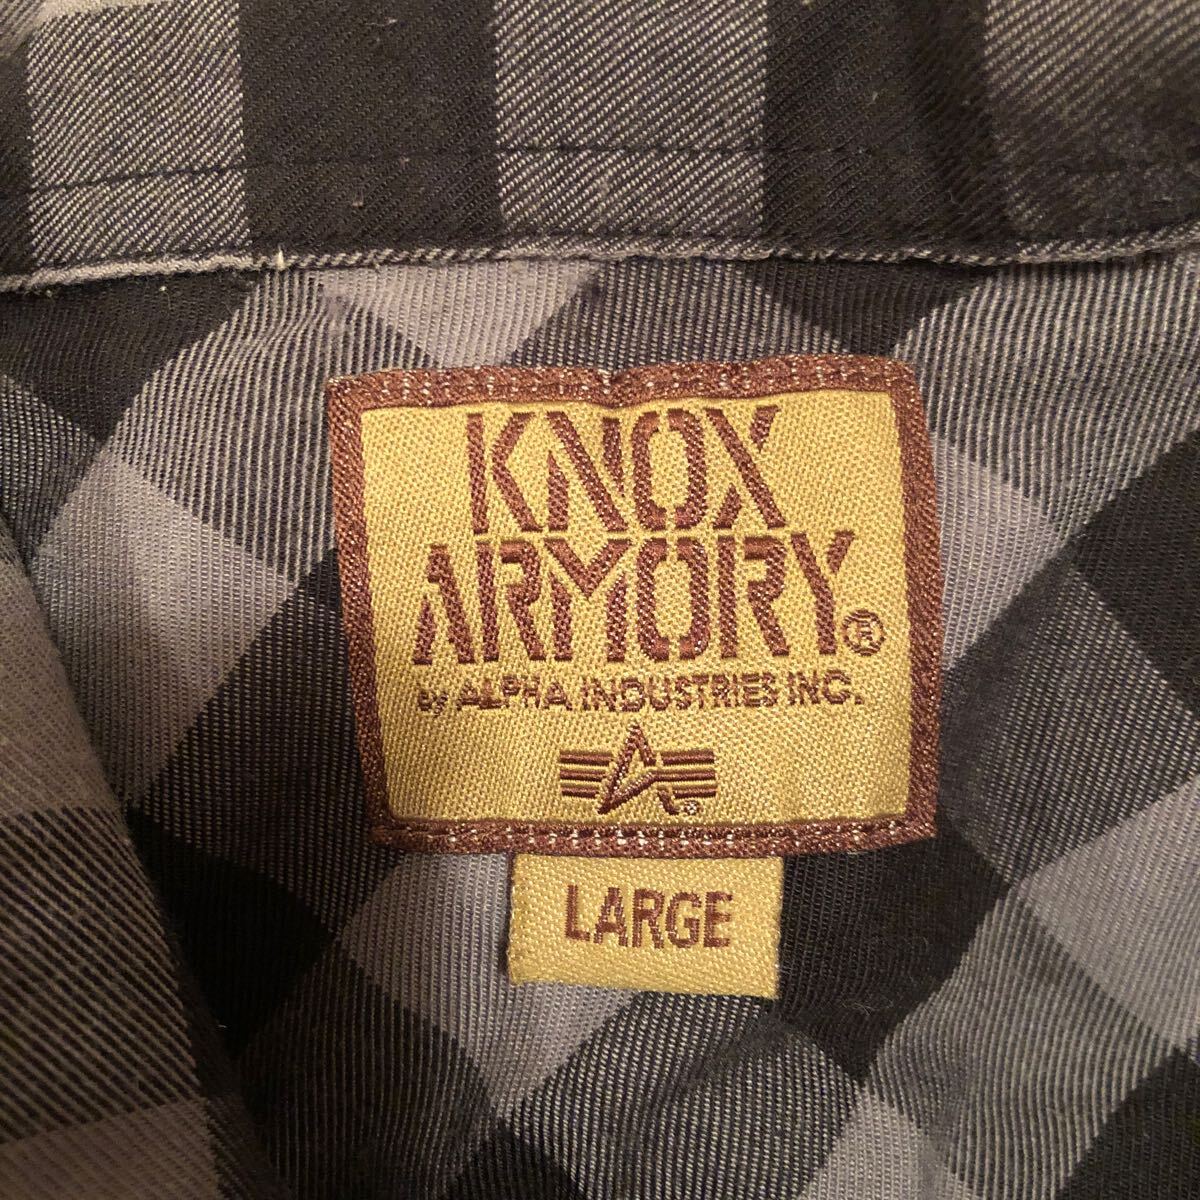 KNOX
ARMORY®
by ALPHA INDUSTRIES INC.
®
LARGE